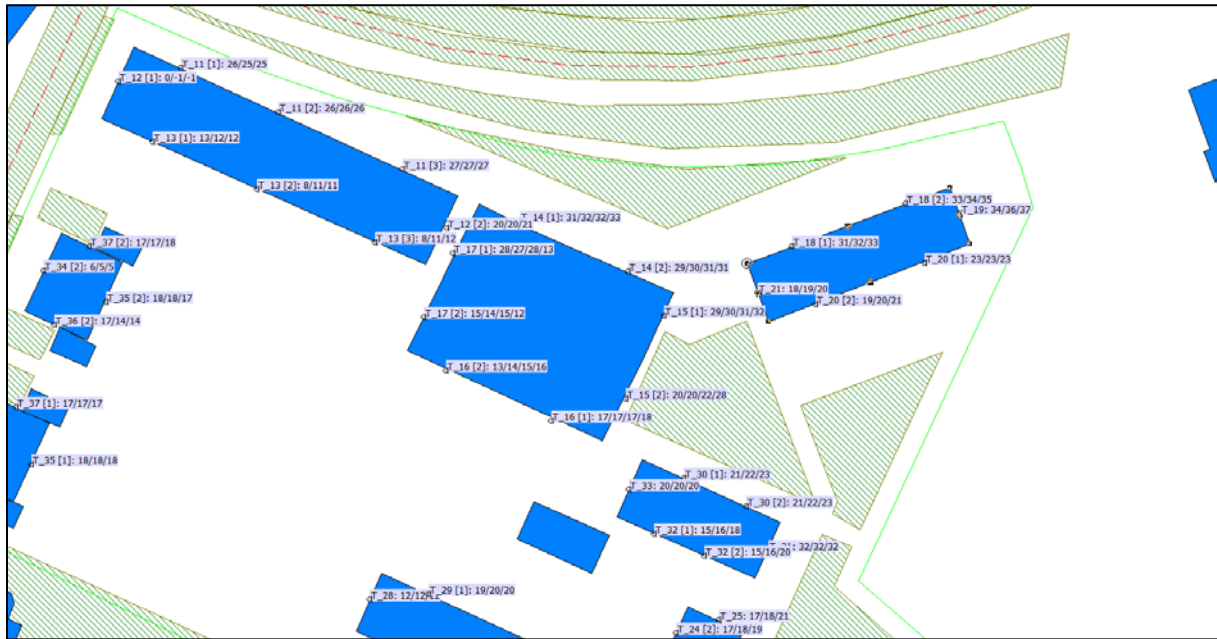 T_11 [1]: 26/25/25
T_12 [1]: 0/-1/-1
T_11 [2]: 26/26/26
T_13 [1]: 13/12/12
T_11 [3]: 27/27/27
T_13 [2]: 8/11/11
T_18 [2]: 33/34/35
T_19: 34/36/37
T_14 [1]: 31/32/32/33
T_12 [2]: 20/20/21
T_13 [3]: 8/11/12
T_37 [2]: 17/17/18
T_17 [1]: 28/27/28/13
T_18 [1]: 31/32/33
T_20 [1]: 23/23/23
T_34 [2]: 6/5/5
T_14 [2]: 29/30/31/31
T_21: 18/19/20
T_35 [2]: 18/18/17
T_20 [2]: 19/20/21
T_17 [2]: 15/14/15/12
T_15 [1]: 29/30/31/32
T_36 [2]: 17/14/14
T_16 [2]: 13/14/15/16
T_15 [2]: 20/20/22/28
T_37 [1]: 17/17/17
T_16 [1]: 17/17/17/18
T_35 [1]: 18/18/18
T_30 [1]: 21/22/23
T_33: 20/20/20
T_30 [2]: 21/22/23
T_32 [1]: 15/16/18
32/32/32
T_32 [2]: 15/16/20
T_29 [1]: 19/20/20
T_28: 12/12/
T_25: 17/18/21
T_24 [2]: 17/18/19